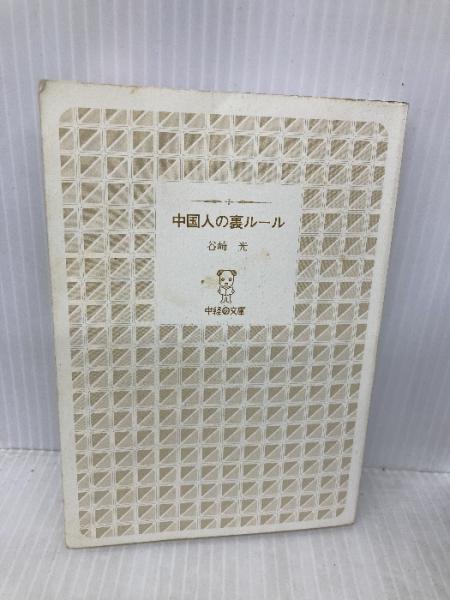 中国人の裏ルール
谷崎 光
中経の文庫